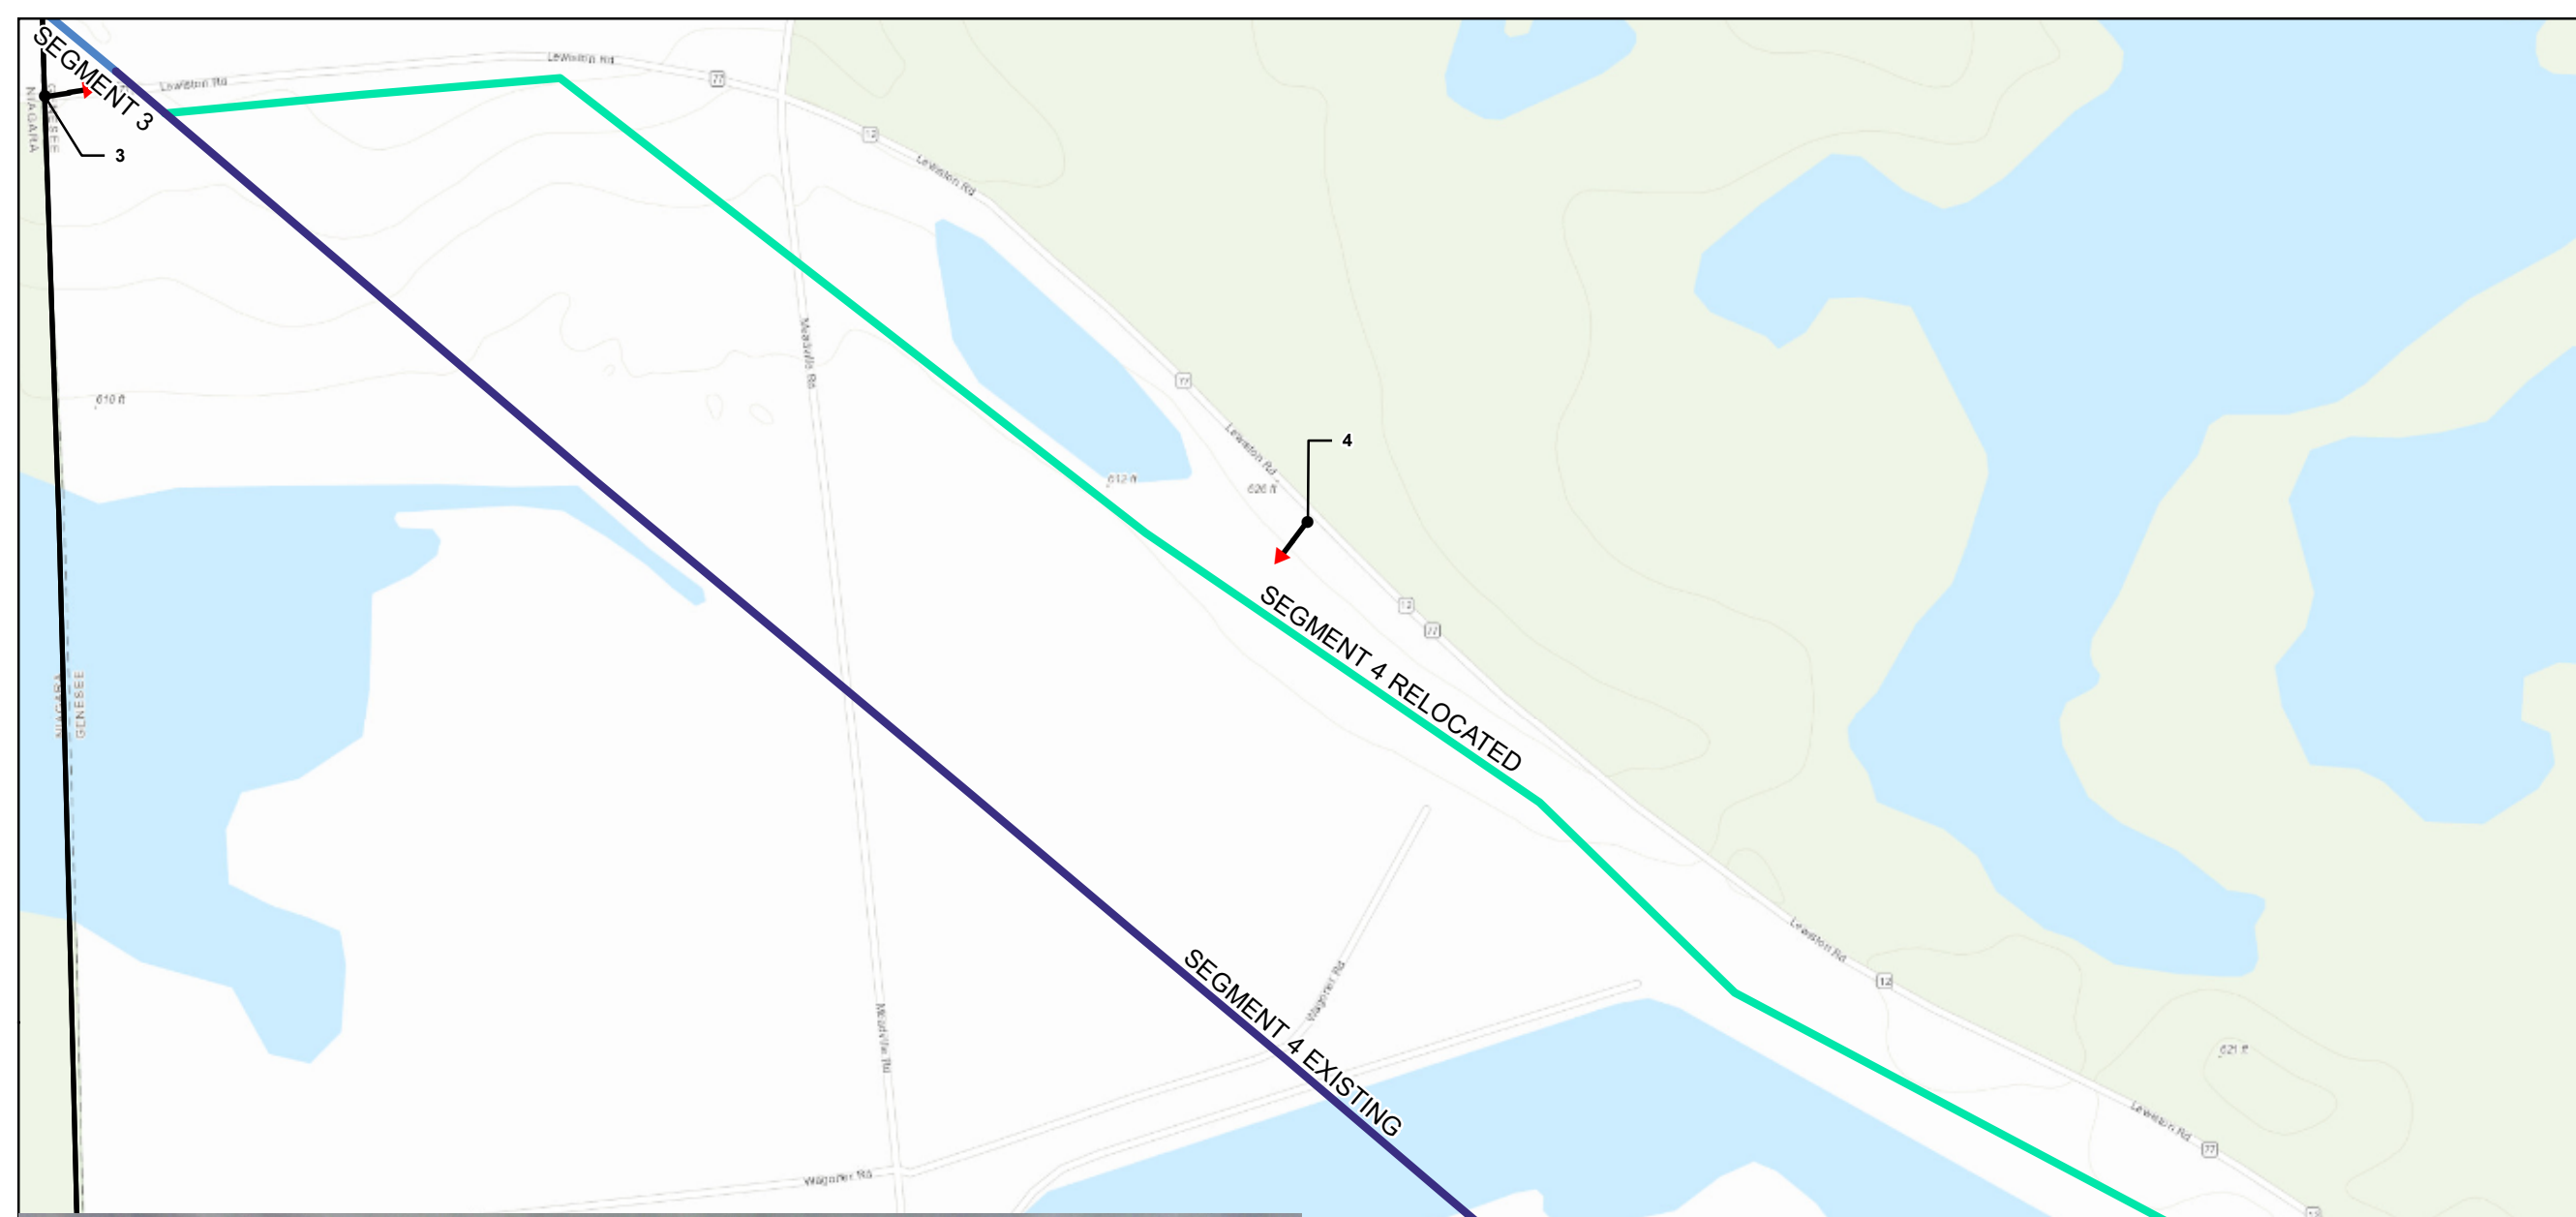 SEGMENT 3
Lewiston Rd
Lewiston Rd
77
NIAGARA
GENESEE
3
12
Lewiston Rd
Meadville Rd
77
610 ft
Lewiston Rd
4
612 ft
626 ft
12
77
SEGMENT 4 RELOCATED
NIAGARA
GENESEE
Lewiston Rd
12
SEGMENT 4 EXISTING
Wagoner Rd
Meadville Rd
621 ft
Lewiston Rd
77
Wagoner Rd